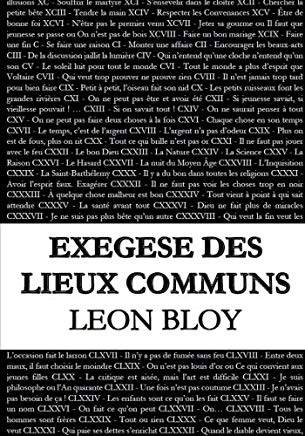 illusions XC - Souffrir le martyr XCI - S'ensevelir dans le cloître XCII - Chercher la
petite bête XCIII - Tendre la main XCIV - Respecter les Convenances XCV - Être de
bonne foi XCVI - N'êtes pas le premier venu XCVII - Jeter sa gourme ou Il faut que
jeunesse se passe ou On n'est pas de bois XCVIII - Faire un bon mariage XCIX - Faire
une fin C - Se faire une raison CI - Monter une affaire CII - Encourager les beaux-arts
CIII - De la discussion jaillit la lumière CIV - Qui n'entend qu'une cloche n'entend qu'un
son CV - Le soleil luit pour tout le monde CVI - Tout le monde a plus d'esprit que
Voltaire CVII - Qui veut trop prouver ne prouve rien CVIII - Il n'est jamais trop tard
pour bien faire CIX - Petit à petit, l'oiseau fait son nid CX - Les petits ruisseaux font les
grandes rivières CXI - On ne peut pas être et avoir été CXII - Si jeunesse savait, si
vieillesse pouvait ! ... CXIII - Si on savait tout ! CXIV - On ne saurait penser à tout
CXV - On ne peut pas faire deux choses à la fois CXVI - Chaque chose en son temps
CXVII - Le temps, c'est de l'argent CXVIII - L'argent n'a pas d'odeur CXIX - Plus on
est de fous, plus on rit CXX - Tout ce qui brille n'est pas or CXXI - Il ne faut pas jouer
avec le feu CXXII - Le bon Dieu CXXIII - La Nature CXXIV - La Science CXXV - La
Raison CXXVI - Le Hasard CXXVII - La nuit du Moyen Âge CXXVIII - L'Inquisition
CXXIX - La Saint-Barthélemy CXXX - Il y a du bon dans toutes les religions CXXXI -
Avoir l'esprit faux. Exagérer CXXXII - Il ne faut pas voir les choses trop en noir
CXXXIII - À quelque chose malheur est bon CXXXIV - Tout vient à point à qui sait
attendre CXXXV - La santé avant tout CXXXVI - Dieu ne fait plus de miracles
CXXXVII - Je ne suis pas plus bête qu'un autre CXXXVIII - Qui veut la fin veut les
EXEGESE DES
LIEUX COMMUNS
LEON BLOY
L'occasion fait le larron CLXVII - Il n'y a pas de fumée sans feu CLXVIII - Entre deux
maux, il faut choisir le moindre CLXIX - On n'est pas louis d'or ou Ce qui convient aux
jeunes filles CLXX - La critique est aisée, mais l'art est difficile CLXXI - Je suis
philosophe ou l'An quarante CLXXII - Une fois n'est pas coutume CLXXIII - Je n'avais
pas besoin de ça ! CLXXIV - Les enfants sont ce qu'on les fait CLXXV - Il faut se faire
un nom CLXXVI - On fait ce qu'on peut CLXXVII - On... CLXXVIII - Tous les
hommes sont frères CLXXIX - Tout ou rien CLXXX - Ce que femme veut, Dieu le
veut CLXXXI - Qui paie ses dettes s'enrichit CLXXXII - Quand le diable devient vieux,